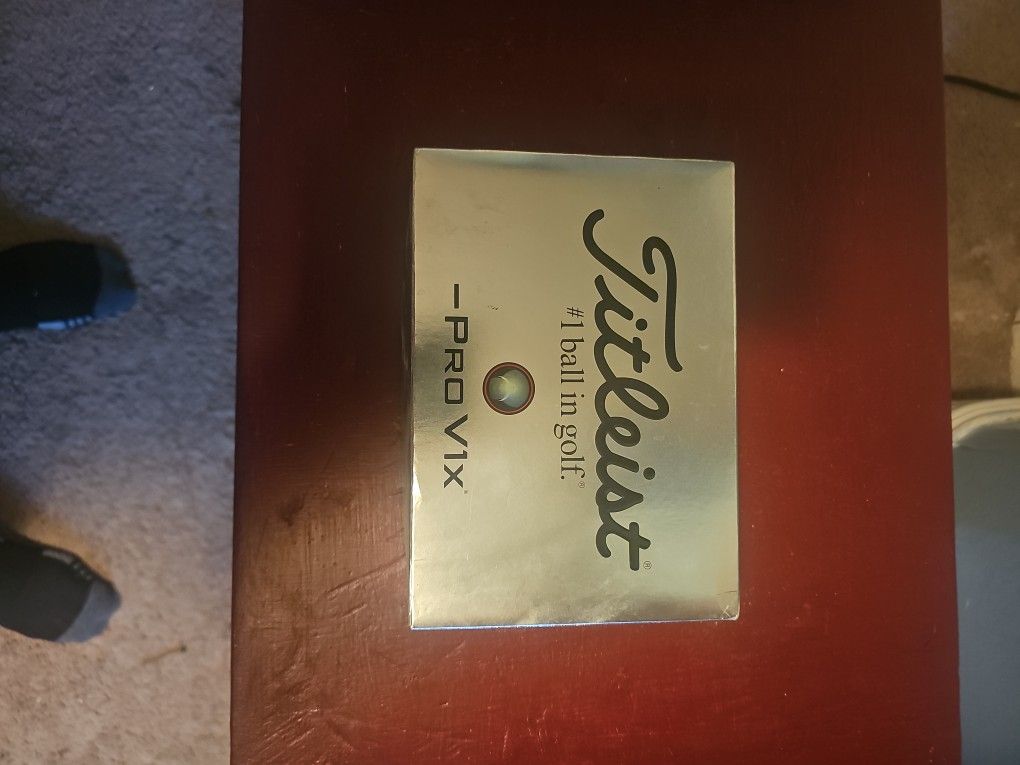 Titleist®
#1 ball in golf.®
-PRO V1x